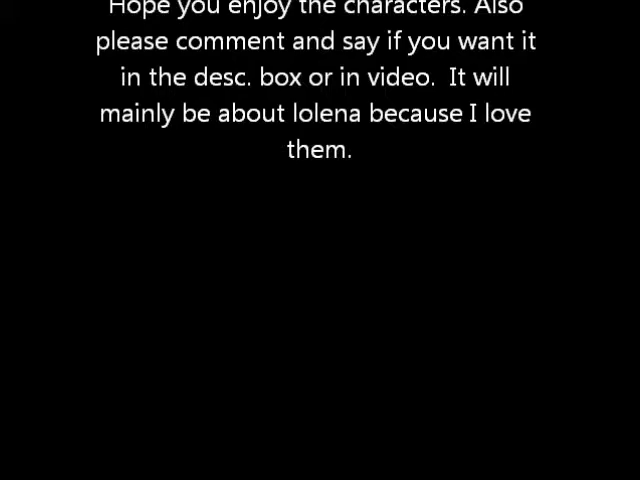 Hope you enjoy the characters. Also
please comment and say if you want it
in the desc. box or in video.  It will
mainly be about lolena because I love
them.